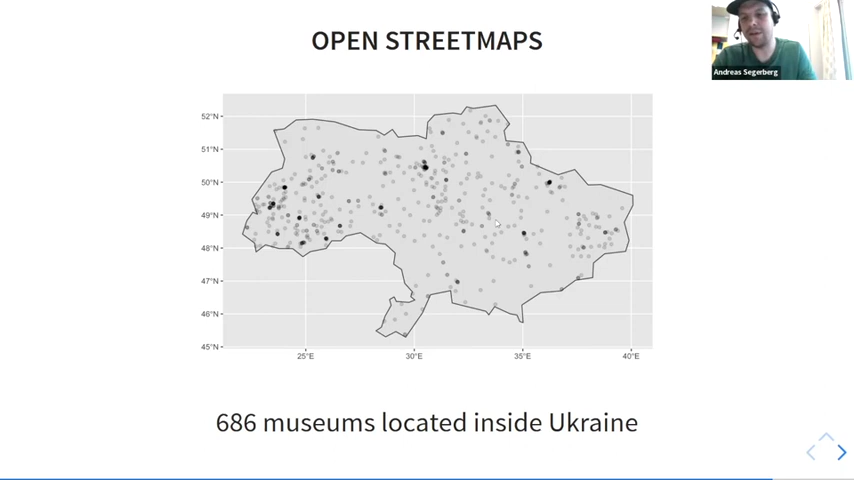 OPEN STREETMAPS
Andreas Segerberg
52°N
51°N
50°N
49°N
48°N
47°N
46°N
45°N
25°E 30°E 35°E 40°E
686 museums located inside Ukraine